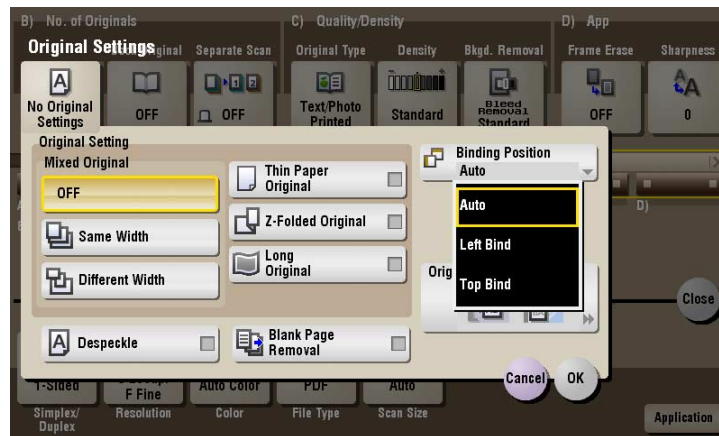 B) No. of Originals
C) Quality/Density
D) App
Original Settings
Original
Separate Scan
Original Type
Density
Bkgd. Removal
Frame Erase
Sharpness
No Original
Settings
OFF
OFF
Text/Photo
Printed
Standard
Bleed
Removal
Standard
OFF
0
Original Setting
Mixed Original
OFF
Same Width
Different Width
Thin Paper
Original
Z-Folded Original
Long
Original
Binding Position
Auto
Auto
Left Bind
Top Bind
Orig
D)
Close
Despeckle
Blank Page
Removal
Cancel
OK
1-Sided
F Fine
Auto Color
PDF
Auto
Simplex/
Duplex
Resolution
Color
File Type
Scan Size
Application